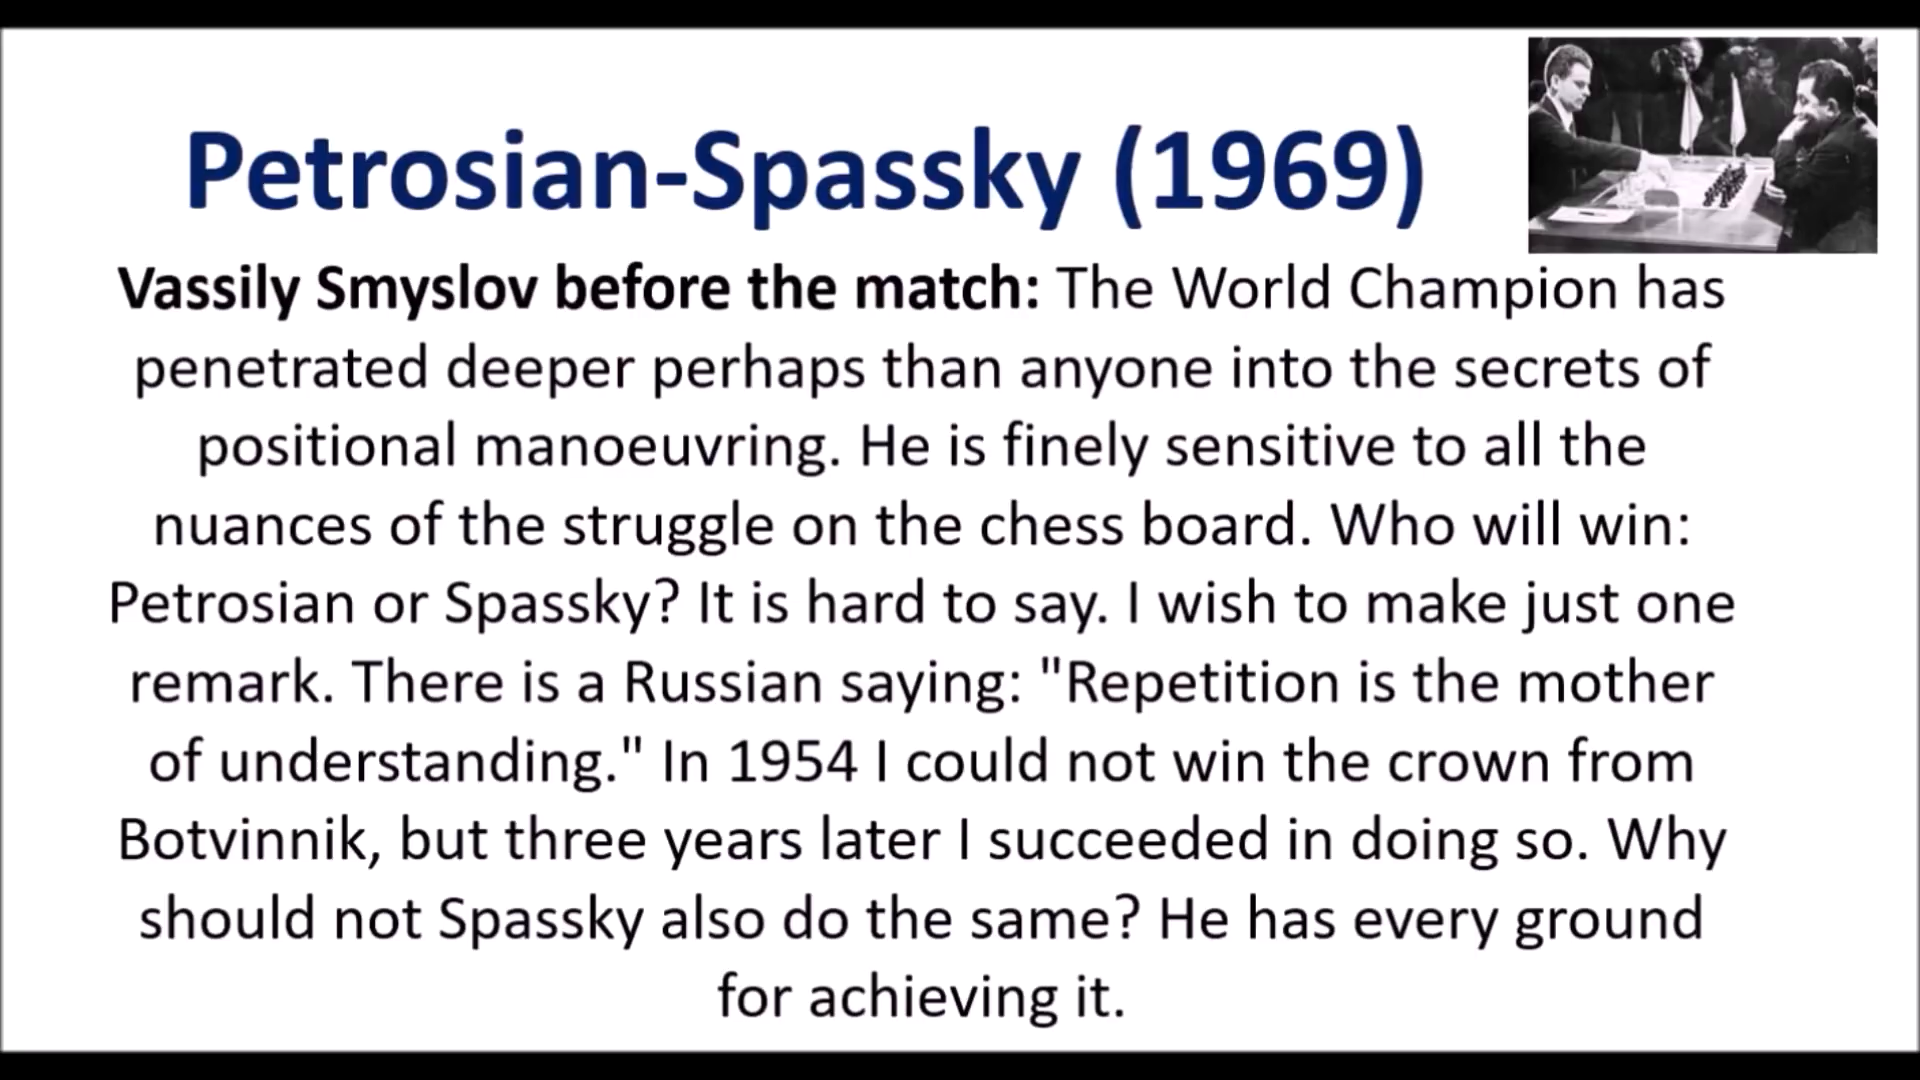 Petrosian-Spassky (1969)
Vassily Smyslov before the match: The World Champion has
penetrated deeper perhaps than anyone into the secrets of
positional manoeuvring. He is finely sensitive to all the
nuances of the struggle on the chess board. Who will win:
Petrosian or Spassky? It is hard to say. I wish to make just one
remark. There is a Russian saying: "Repetition is the mother
of understanding." In 1954 I could not win the crown from
Botvinnik, but three years later I succeeded in doing so. Why
should not Spassky also do the same? He has every ground
for achieving it.